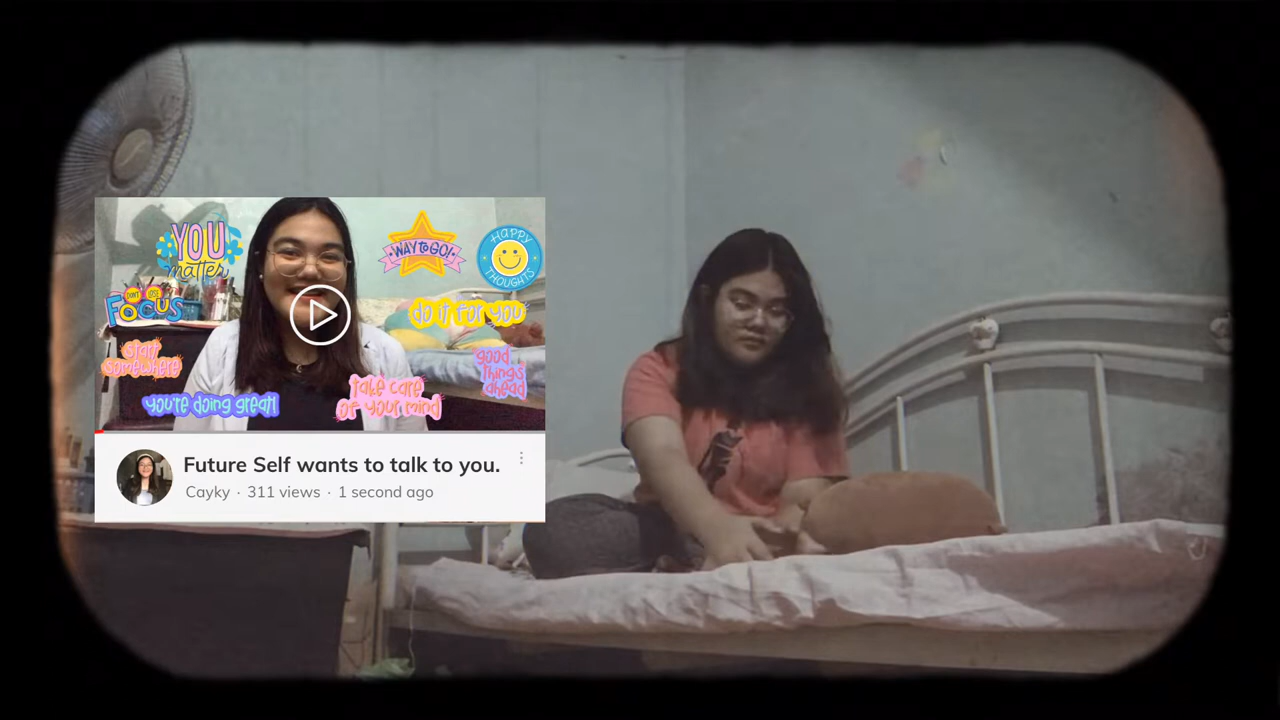 YOU
matter
WAY to GO!
HAPPY
THOUGHTS
DON'T LOSE
FOCUS
do it for you
start
somewhere
good
things
ahead
you're doing great!
take care
of your mind
Future Self wants to talk to you.
Cayky · 311 views · 1 second ago